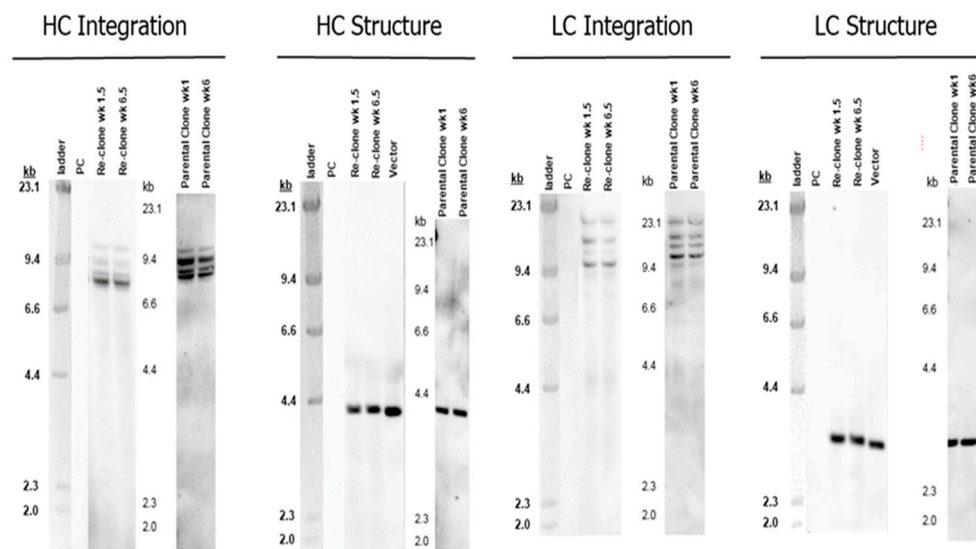 HC Integration
HC Structure
LC Integration
LC Structure
kb
ladder
PC
Re-clone wk 1.5
Re-clone wk 6.5
kb
Parental Clone wk1
Parental Clone wk6
23.1
9.4
6.6
4.4
2.3
2.0
23.1
9.4
6.6
4.4
2.3
2.0
kb
ladder
PC
Re-clone wk 1.5
Re-clone wk 6.5
Vector
kb
Parental Clone wk1
Parental Clone wk6
23.1
9.4
6.6
4.4
2.3
2.0
23.1
9.4
6.6
4.4
2.3
2.0
kb
ladder
PC
Re-clone wk 1.5
Re-clone wk 6.5
kb
Parental Clone wk1
Parental Clone wk6
23.1
9.4
6.6
4.4
2.3
2.0
23.1
9.4
6.6
4.4
2.3
2.0
kb
ladder
PC
Re-clone wk 1.5
Re-clone wk 6.5
Vector
kb
Parental Clone wk1
Parental Clone wk6
23.1
9.4
6.6
4.4
2.3
2.0
23.1
9.4
6.6
4.4
2.3
2.0